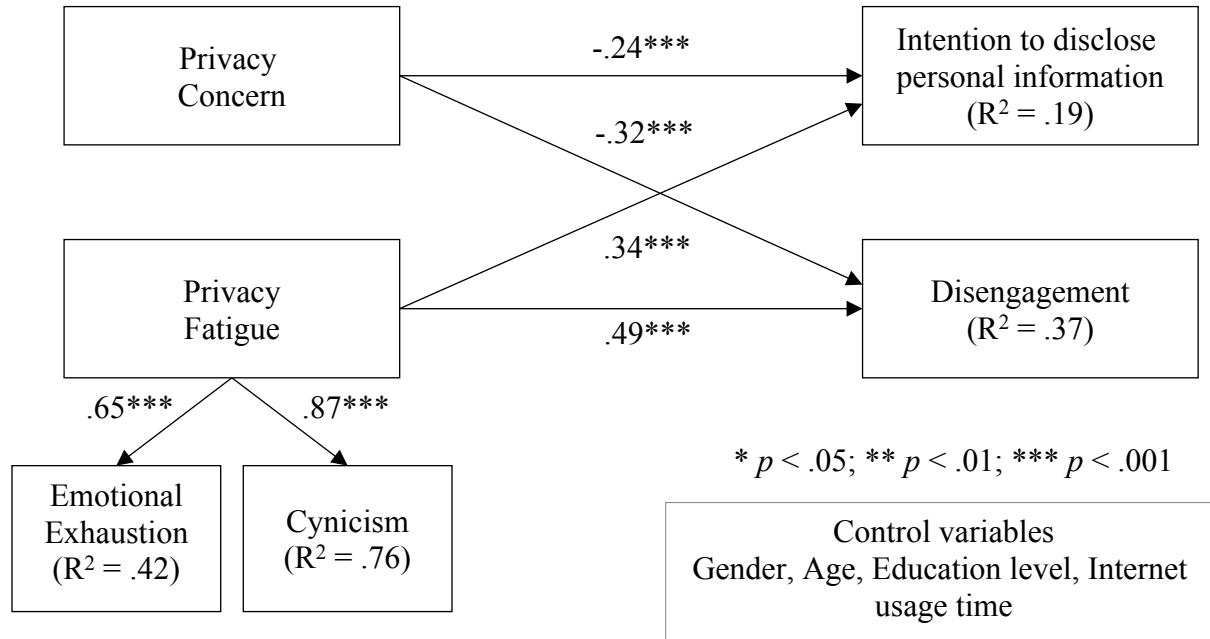 Privacy
Concern
-.24***
Intention to disclose
personal information
(R² = .19)
-.32***
Privacy
Fatigue
.34***
.49***
Disengagement
(R² = .37)
.65***
.87***
Emotional
Exhaustion
(R² = .42)
Cynicism
(R² = .76)
* p < .05; ** p < .01; *** p < .001
Control variables
Gender, Age, Education level, Internet
usage time